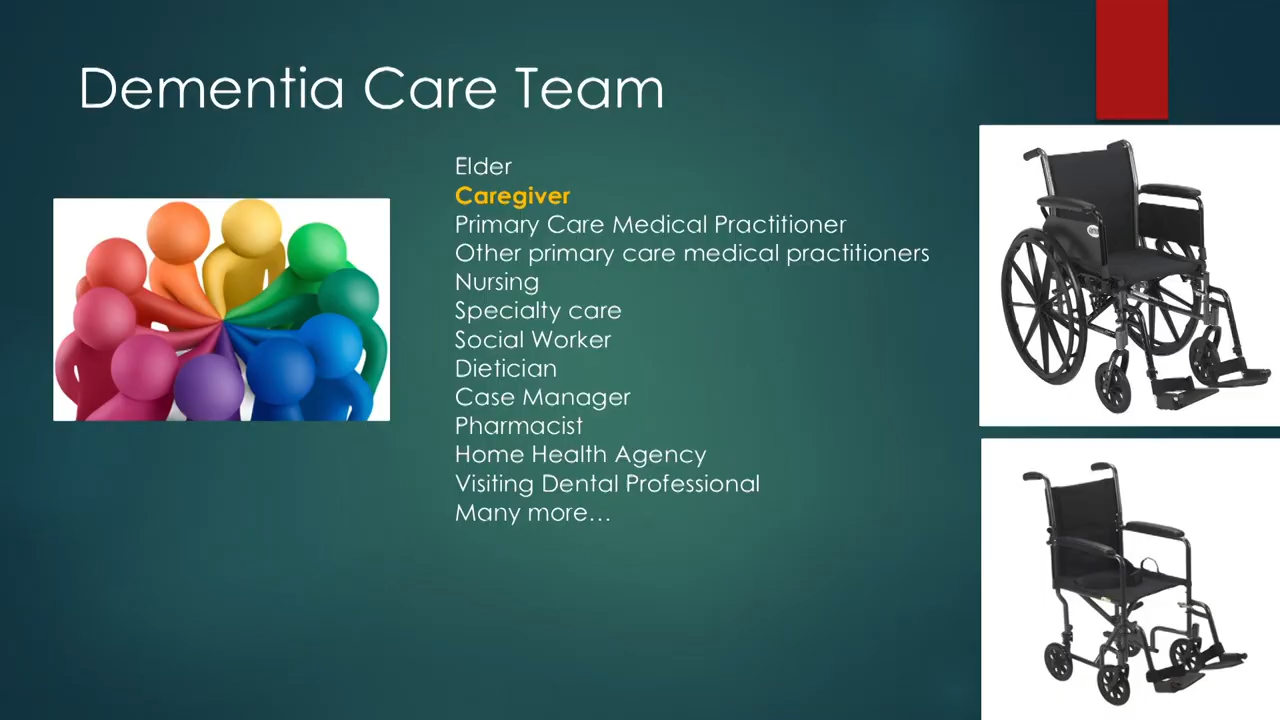 Dementia Care Team
Elder
Caregiver
Primary Care Medical Practitioner
Other primary care medical practitioners
Nursing
Specialty care
Social Worker
Dietician
Case Manager
Pharmacist
Home Health Agency
Visiting Dental Professional
Many more…